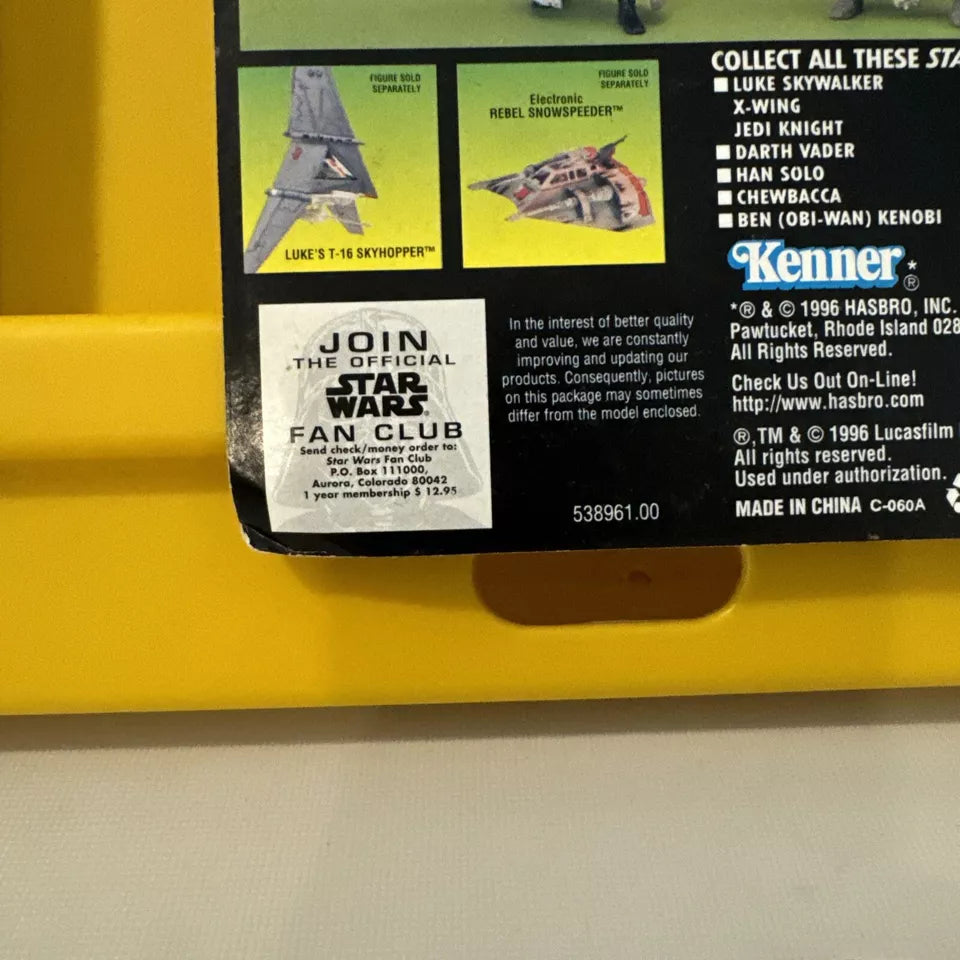 FIGURE SOLD
SEPARATELY
LUKE'S T-16 SKYHOPPER™
FIGURE SOLD
SEPARATELY
Electronic
REBEL SNOWSPEEDER™
COLLECT ALL THESE STA
LUKE SKYWALKER
X-WING
JEDI KNIGHT
DARTH VADER
HAN SOLO
CHEWBACCA
BEN (OBI-WAN) KENOBI
Kenner *®
JOIN
THE OFFICIAL
STAR
WARS®
FAN CLUB
Send check/money order to:
Star Wars Fan Club
P.O. Box 111000,
Aurora, Colorado 80042
1 year membership $ 12.95
In the interest of better quality
and value, we are constantly
improving and updating our
products. Consequently, pictures
on this package may sometimes
differ from the model enclosed.
538961.00
*® & © 1996 HASBRO, INC.
Pawtucket, Rhode Island 028
All Rights Reserved.
Check Us Out On-Line!
http://www.hasbro.com
®,TM & © 1996 Lucasfilm
All rights reserved.
Used under authorization.
MADE IN CHINA C-060A